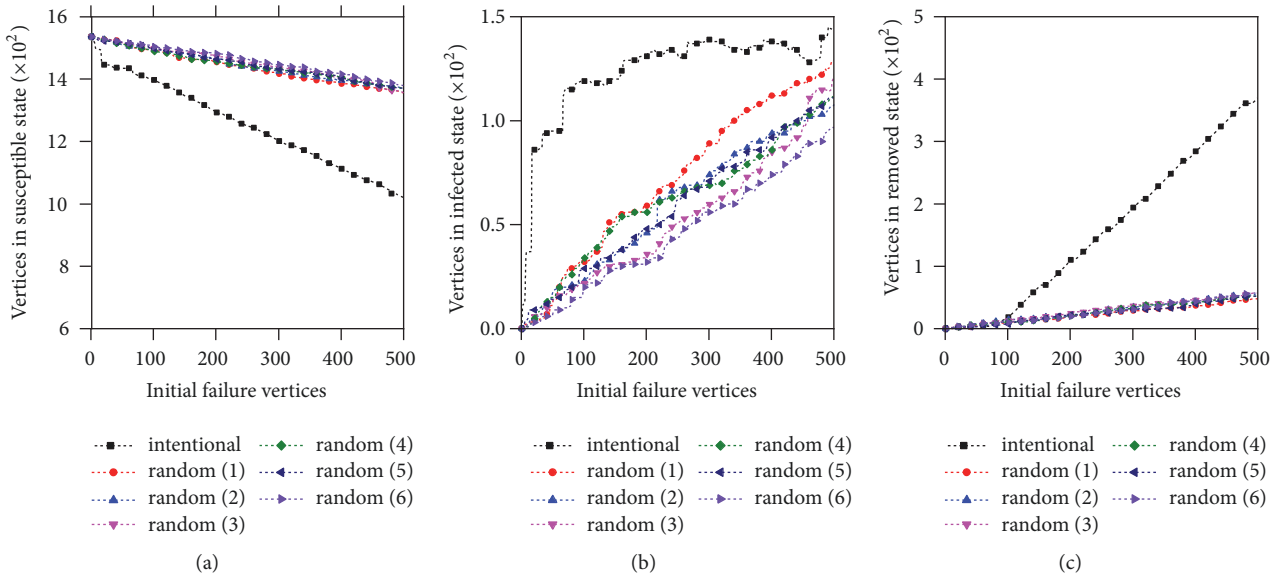 Vertices in susceptible state (×10²)
16
14
12
10
8
6
0 100 200 300 400 500
Initial failure vertices
intentional random (4)
random (1) random (5)
random (2) random (6)
random (3)
(a)
Vertices in infected state (×10²)
1.5
1.0
0.5
0.0
0 100 200 300 400 500
Initial failure vertices
intentional random (4)
random (1) random (5)
random (2) random (6)
random (3)
(b)
Vertices in removed state (×10²)
5
4
3
2
1
0
0 100 200 300 400 500
Initial failure vertices
intentional random (4)
random (1) random (5)
random (2) random (6)
random (3)
(c)